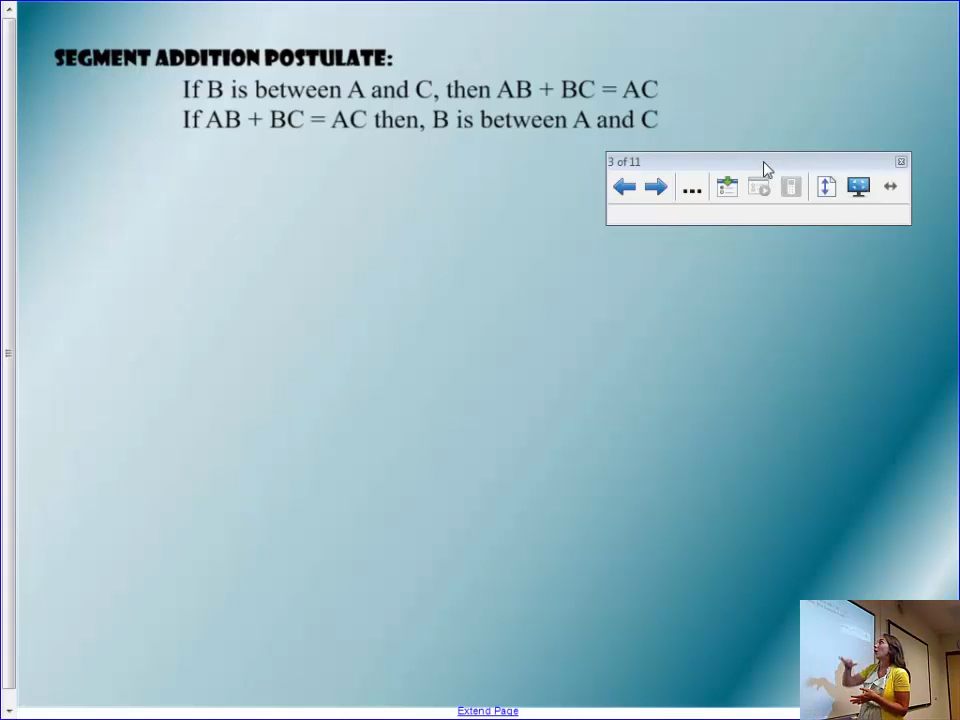 SEGMENT ADDITION POSTULATE:
If B is between A and C, then AB + BC = AC
If AB + BC = AC then, B is between A and C
3 of 11
...
Extend Page